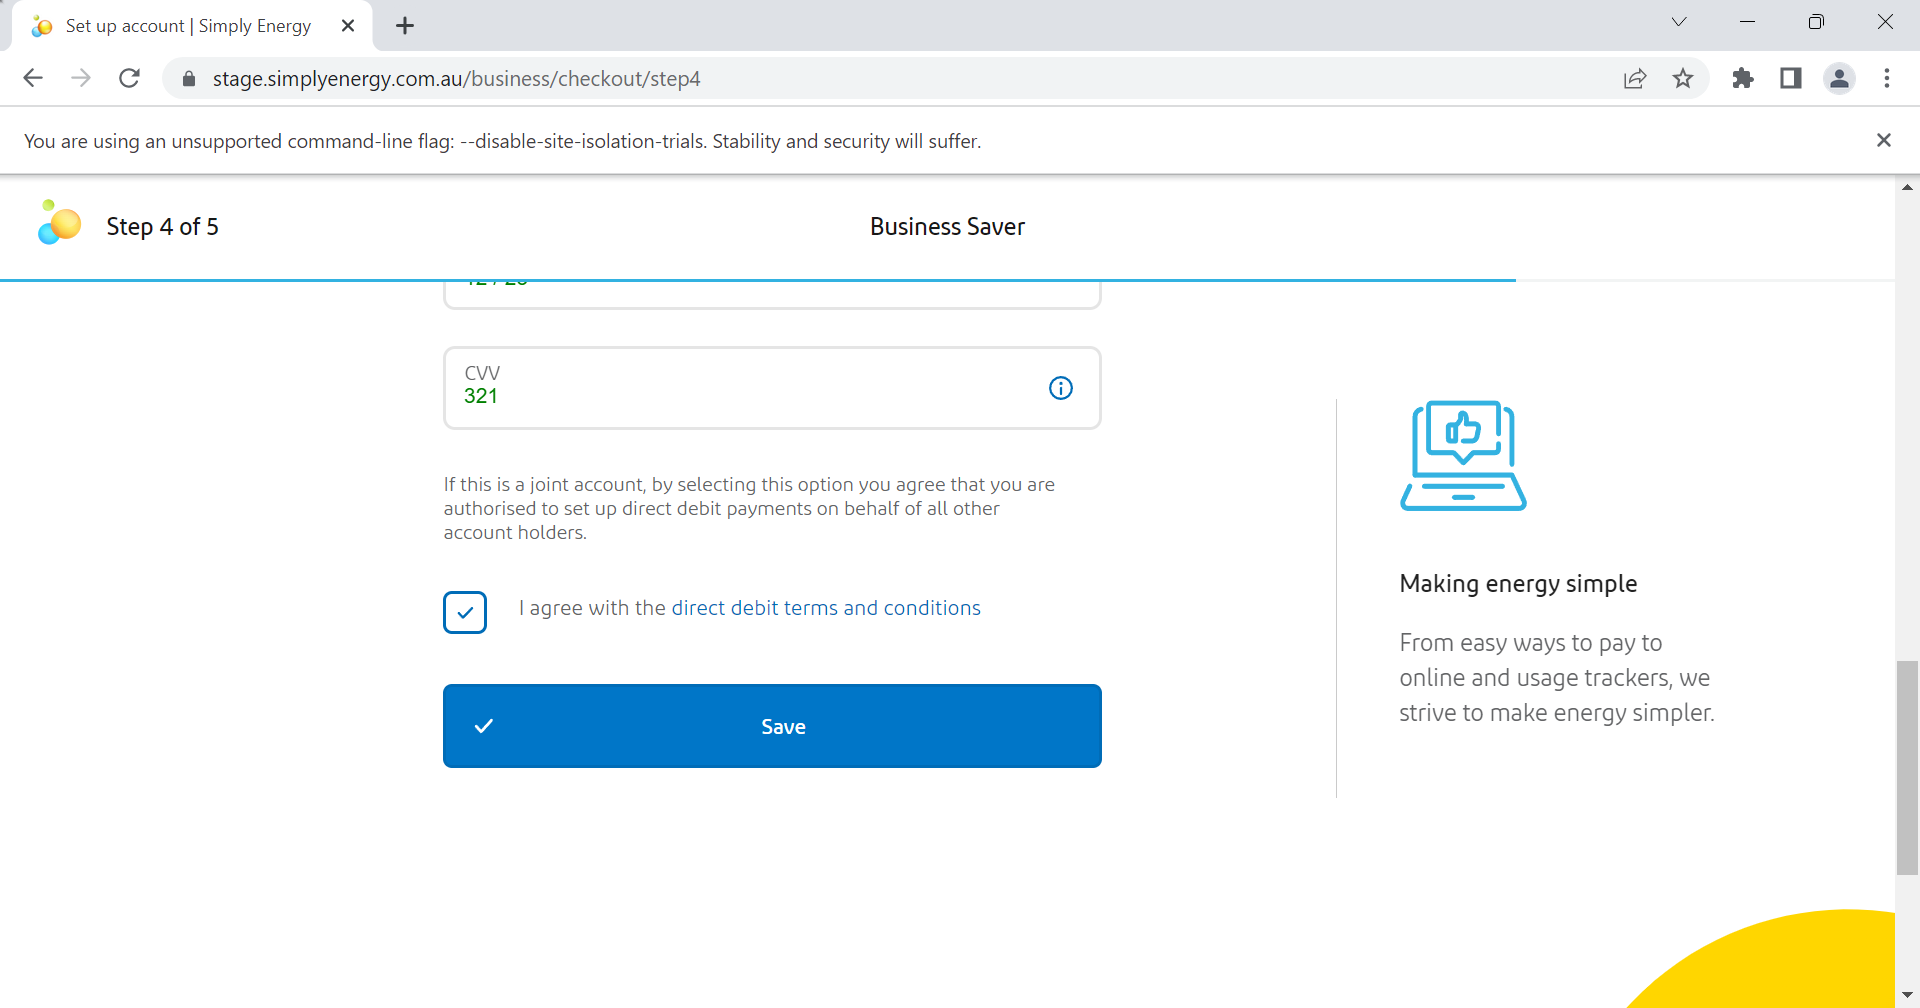 Set up account | Simply Energy
stage.simplyenergy.com.au/business/checkout/step4
You are using an unsupported command-line flag: --disable-site-isolation-trials. Stability and security will suffer.
Step 4 of 5
Business Saver
CVV
321
If this is a joint account, by selecting this option you agree that you are
authorised to set up direct debit payments on behalf of all other
account holders.
I agree with the direct debit terms and conditions
Save
Making energy simple
From easy ways to pay to
online and usage trackers, we
strive to make energy simpler.